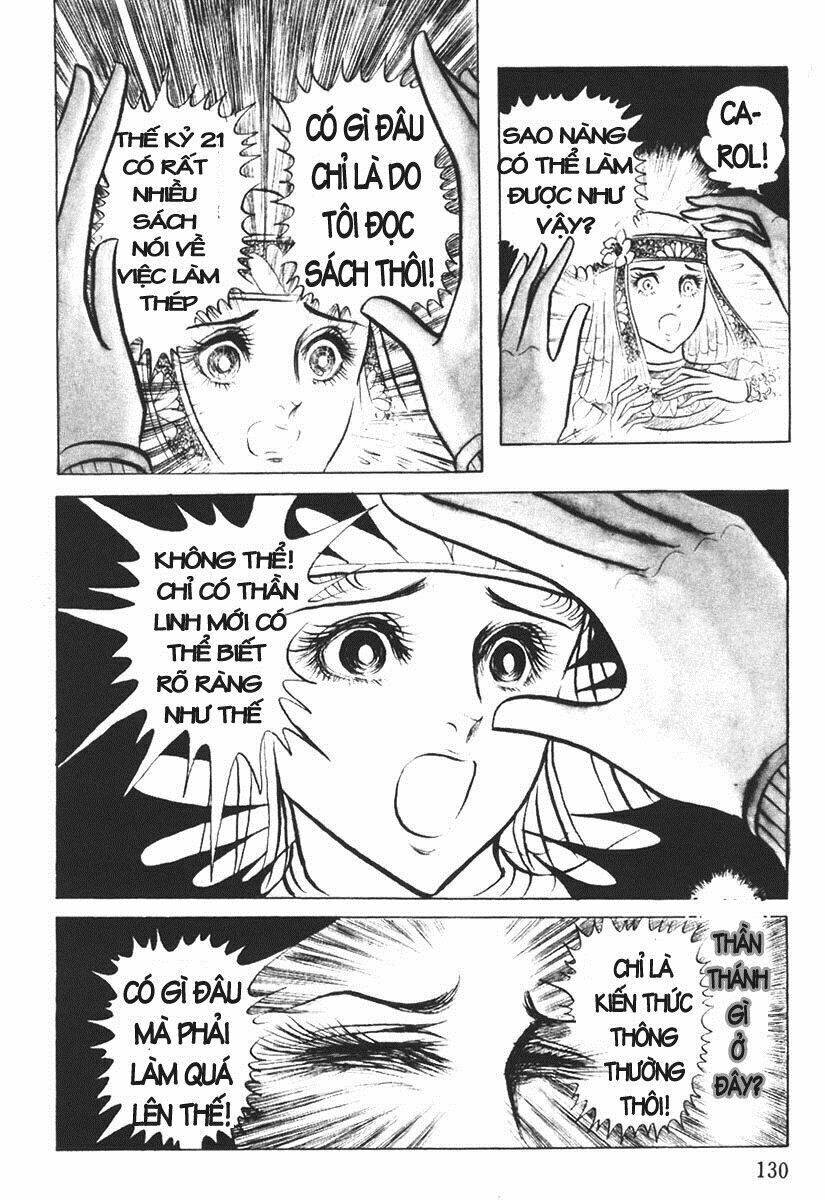 CA-
ROL!
SAO NÀNG
CÓ THỂ LÀM
ĐƯỢC NHƯ
VẬY?
CÓ GÌ ĐÂU
CHỈ LÀ DO
TÔI ĐỌC
SÁCH THÔI!
THẾ KỶ 21
CÓ RẤT
NHIỀU
SÁCH
NÓI VỀ
VIỆC LÀM
THÉP
KHÔNG THỂ!
CHỈ CÓ THẦN
LINH MỚI CÓ
THỂ BIẾT
RÕ RÀNG
NHƯ THẾ
THẦN
THÁNH
GÌ
Ở
ĐÂY?
CHỈ LÀ
KIẾN THỨC
THÔNG
THƯỜNG
THÔI!
CÓ GÌ ĐÂU
MÀ PHẢI
LÀM QUÁ
LÊN THẾ!
130